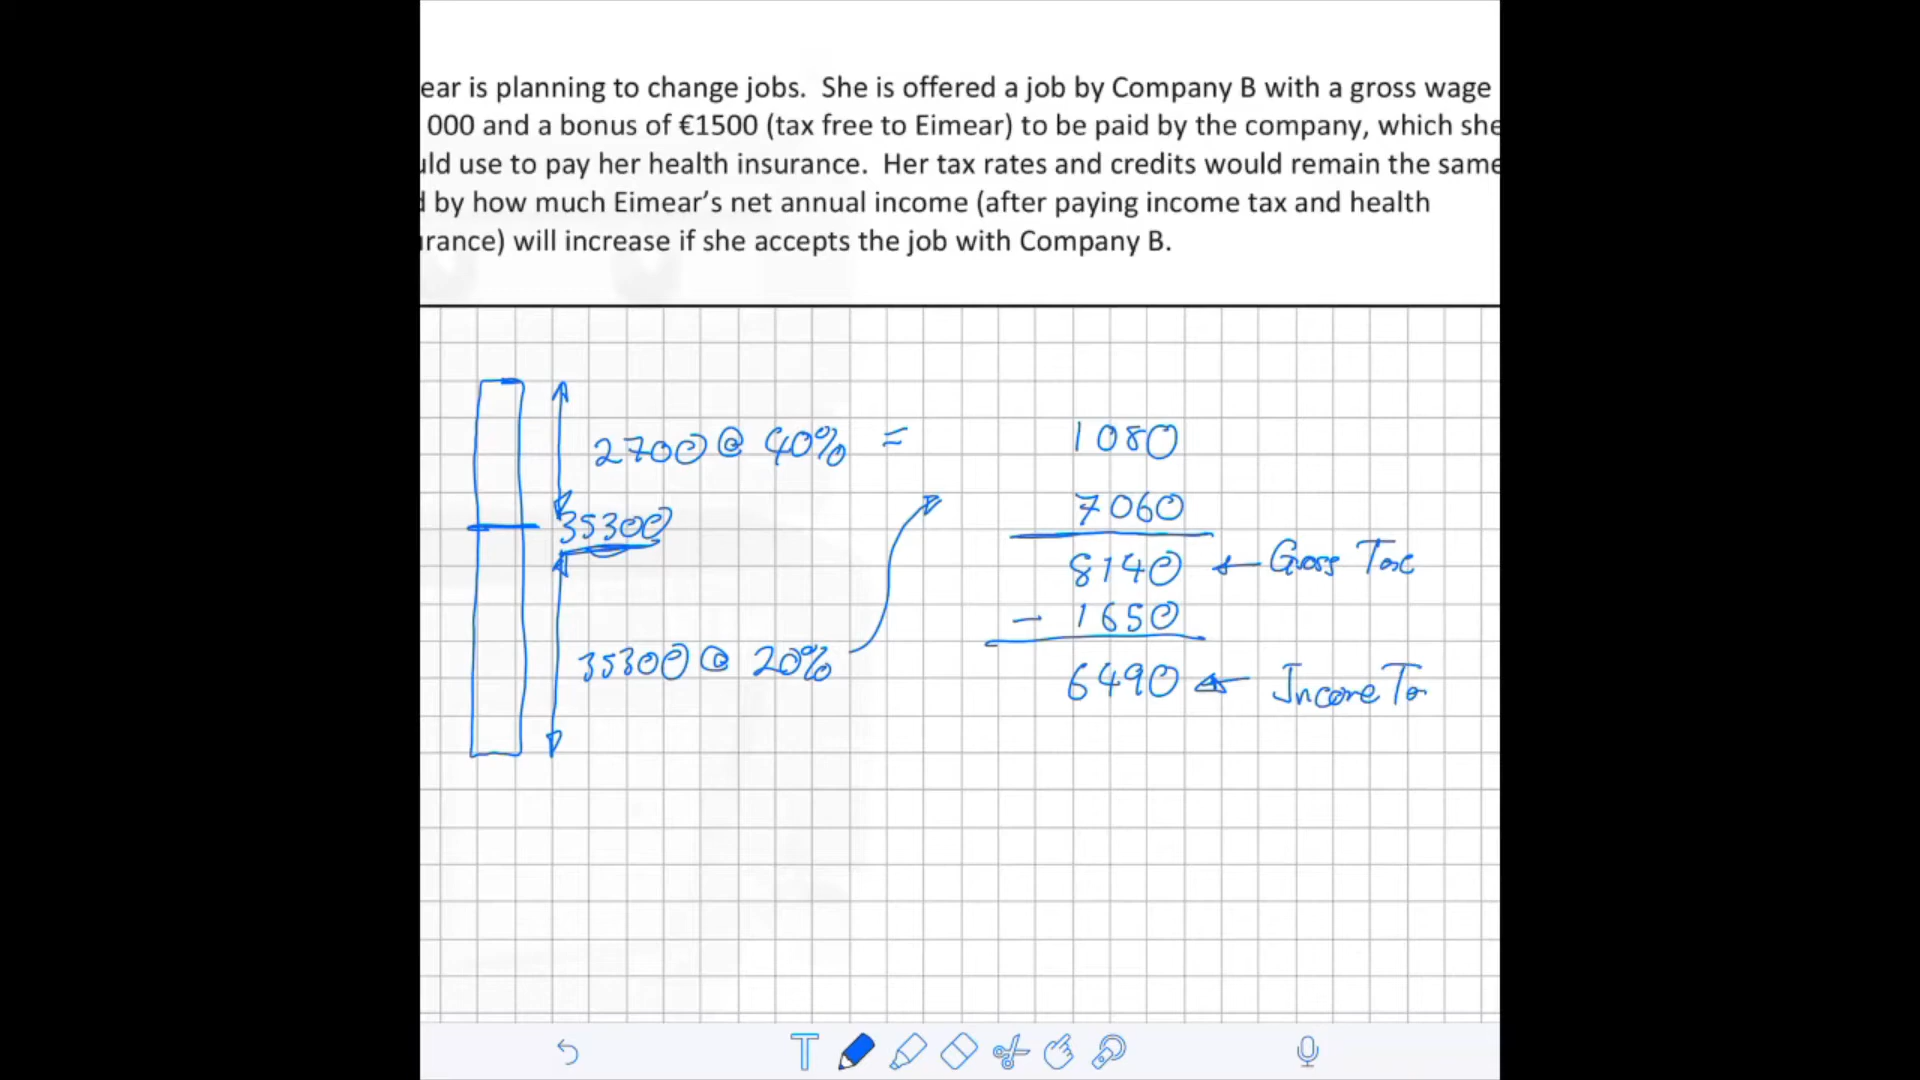 ear is planning to change jobs. She is offered a job by Company B with a gross wage
000 and a bonus of €1500 (tax free to Eimear) to be paid by the company, which she
uld use to pay her health insurance. Her tax rates and credits would remain the same
d by how much Eimear's net annual income (after paying income tax and health
urance) will increase if she accepts the job with Company B.
2700 @ 40% = 1080
35300
7060
8140 ← Gross Tax
- 1650
35300 @ 20%
6490 ← Income Ta
T